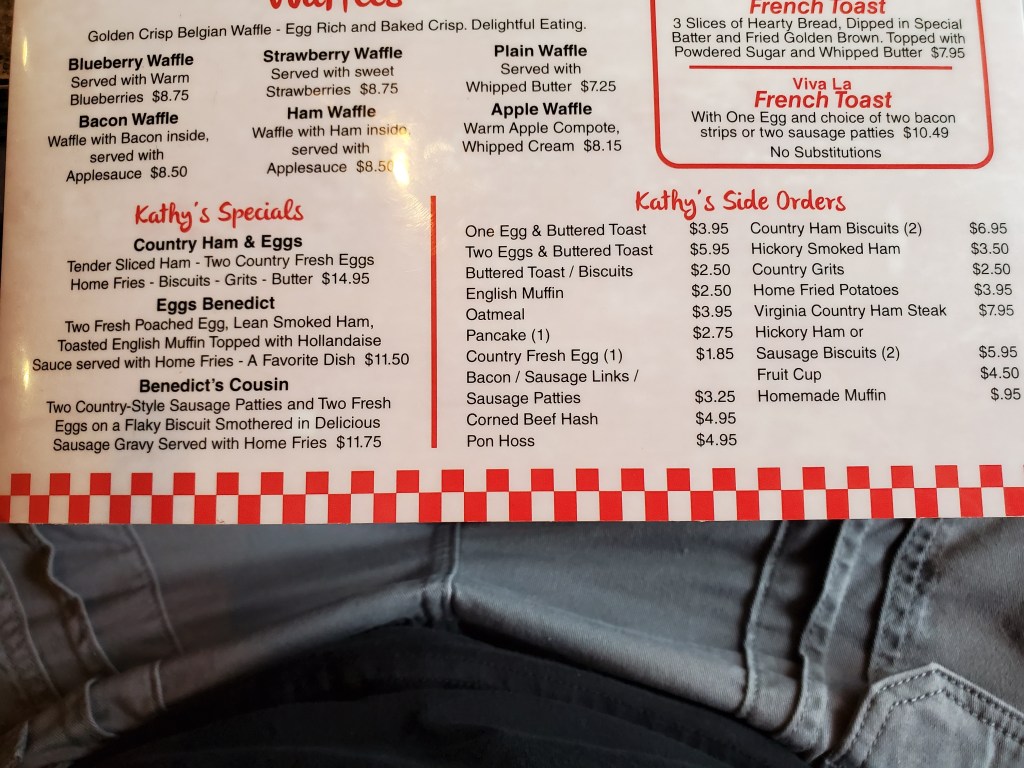 Waffles
Golden Crisp Belgian Waffle - Egg Rich and Baked Crisp. Delightful Eating.
Blueberry Waffle
Served with Warm
Blueberries $8.75
Strawberry Waffle
Served with sweet
Strawberries $8.75
Plain Waffle
Served with
Whipped Butter $7.25
Bacon Waffle
Waffle with Bacon inside,
served with
Applesauce $8.50
Ham Waffle
Waffle with Ham inside,
served with
Applesauce $8.50
Apple Waffle
Warm Apple Compote,
Whipped Cream $8.15
French Toast
3 Slices of Hearty Bread, Dipped in Special
Batter and Fried Golden Brown. Topped with
Powdered Sugar and Whipped Butter $7.95
Viva La
French Toast
With One Egg and choice of two bacon
strips or two sausage patties $10.49
No Substitutions
Kathy's Specials
Country Ham & Eggs
Tender Sliced Ham - Two Country Fresh Eggs
Home Fries - Biscuits - Grits - Butter $14.95
Eggs Benedict
Two Fresh Poached Egg, Lean Smoked Ham,
Toasted English Muffin Topped with Hollandaise
Sauce served with Home Fries - A Favorite Dish $11.50
Benedict's Cousin
Two Country-Style Sausage Patties and Two Fresh
Eggs on a Flaky Biscuit Smothered in Delicious
Sausage Gravy Served with Home Fries $11.75
Kathy's Side Orders
One Egg & Buttered Toast $3.95
Two Eggs & Buttered Toast $5.95
Buttered Toast / Biscuits $2.50
English Muffin $2.50
Oatmeal $3.95
Pancake (1) $2.75
Country Fresh Egg (1) $1.85
Bacon / Sausage Links /
Sausage Patties $3.25
Corned Beef Hash $4.95
Pon Hoss $4.95
Country Ham Biscuits (2) $6.95
Hickory Smoked Ham $3.50
Country Grits $2.50
Home Fried Potatoes $3.95
Virginia Country Ham Steak $7.95
Hickory Ham or
Sausage Biscuits (2) $5.95
Fruit Cup $4.50
Homemade Muffin $.95